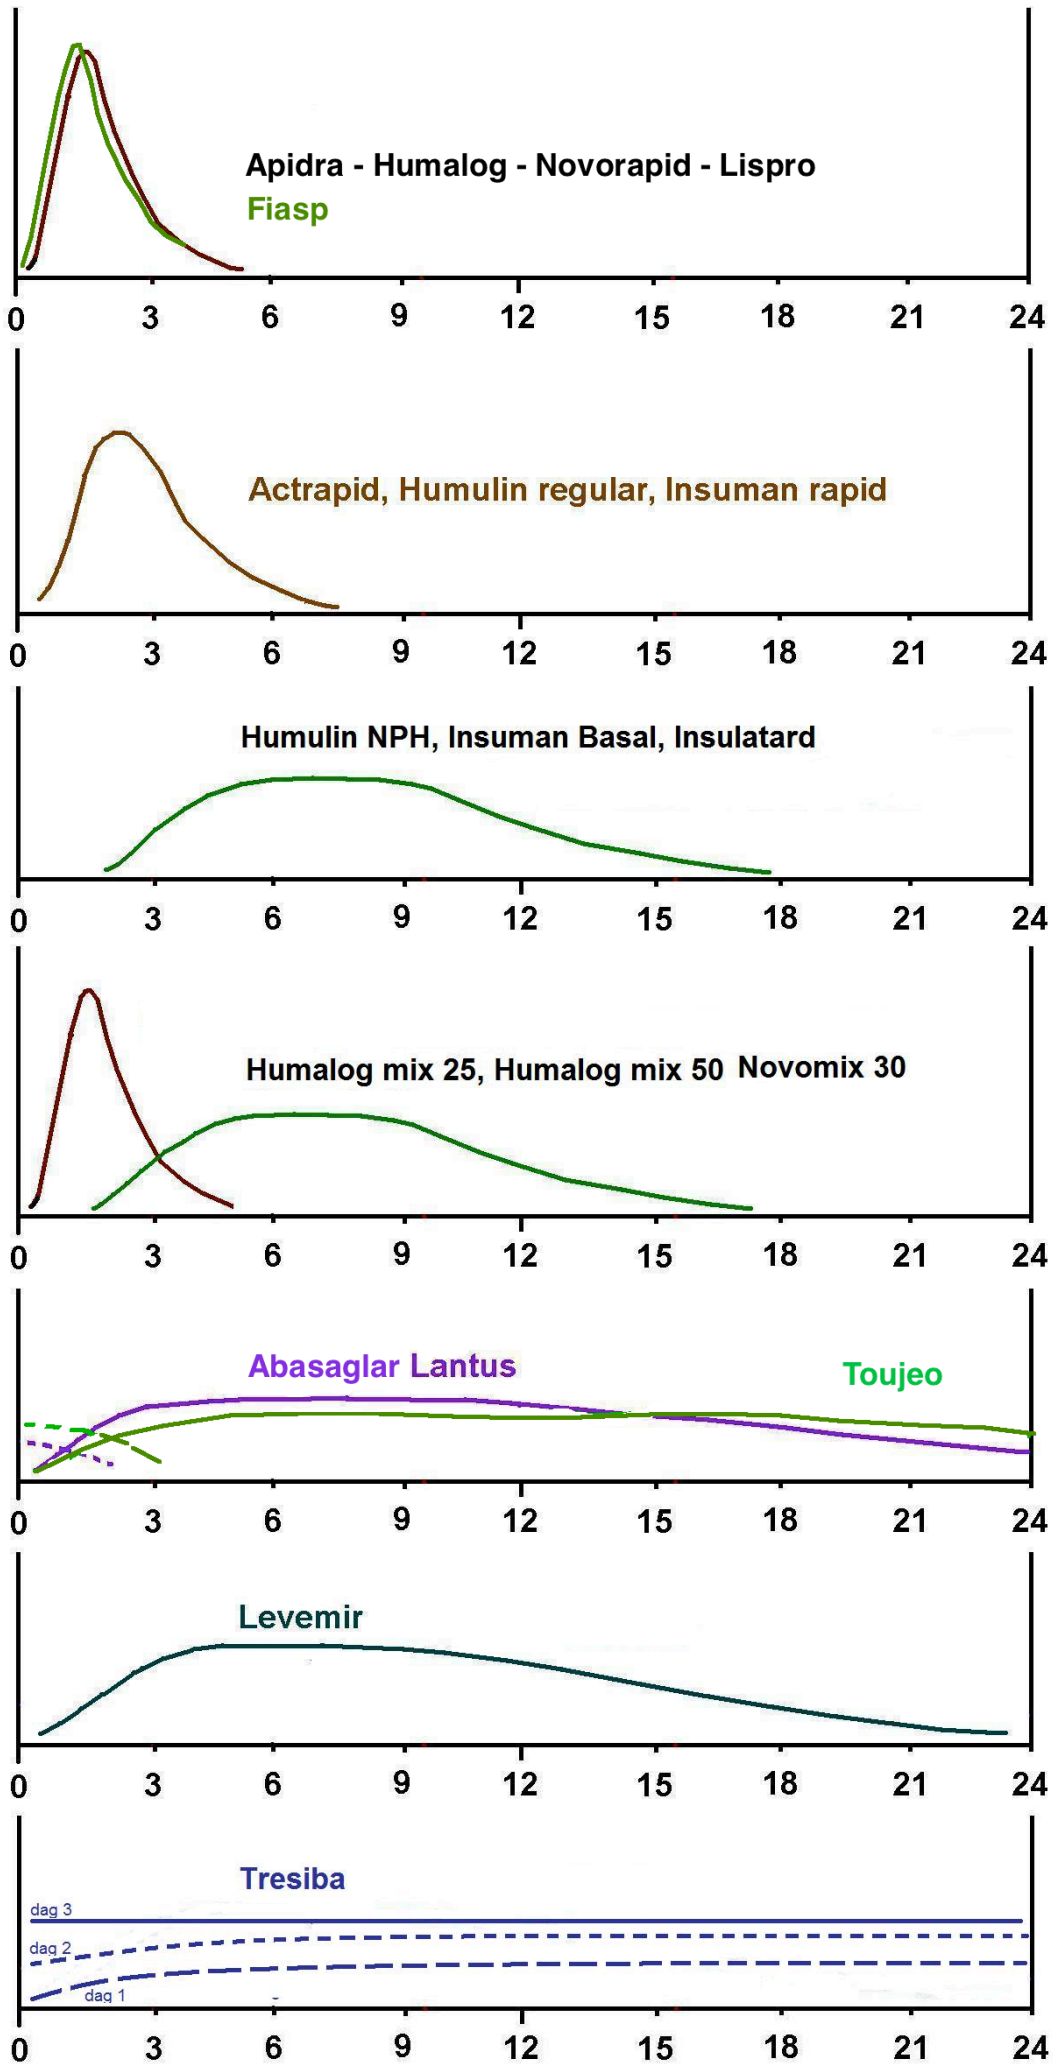 Apidra - Humalog - Novorapid - Lispro
Fiasp
0 3 6 9 12 15 18 21 24
Actrapid, Humulin regular, Insuman rapid
0 3 6 9 12 15 18 21 24
Humulin NPH, Insuman Basal, Insulatard
0 3 6 9 12 15 18 21 24
Humalog mix 25, Humalog mix 50 Novomix 30
0 3 6 9 12 15 18 21 24
Abasaglar Lantus Toujeo
0 3 6 9 12 15 18 21 24
Levemir
0 3 6 9 12 15 18 21 24
Tresiba
dag 3
dag 2
dag 1
0 3 6 9 12 15 18 21 24